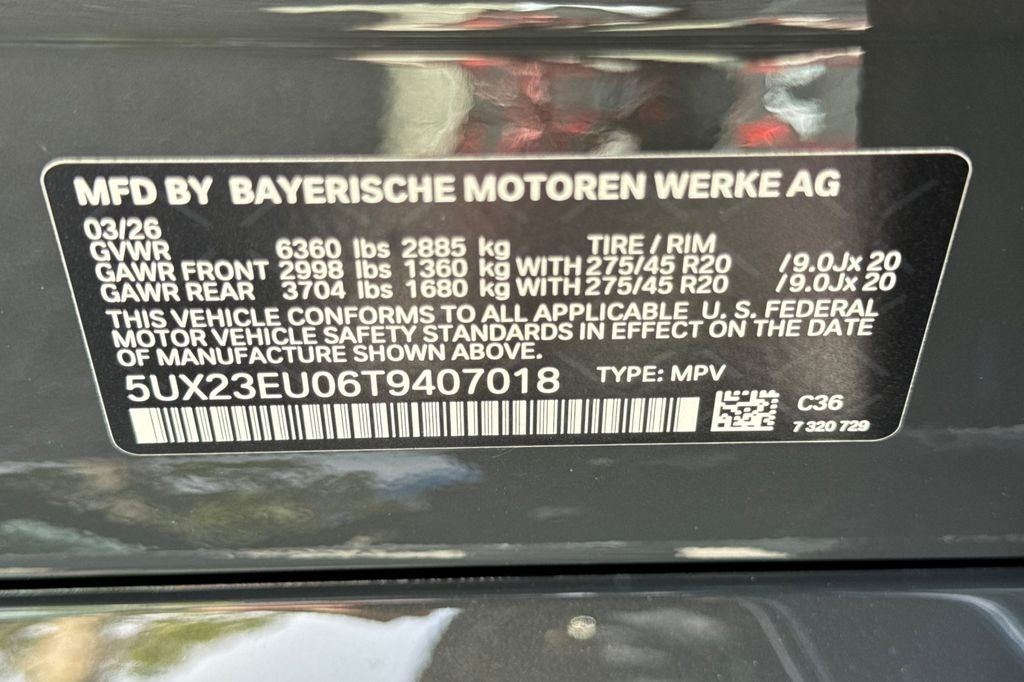 MFD BY BAYERISCHE MOTOREN WERKE AG
03/26 TIRE / RIM
GVWR 6360 lbs 2885 kg
GAWR FRONT 2998 lbs 1360 kg WITH 275/45 R20 /9.0Jx 20
GAWR REAR 3704 lbs 1680 kg WITH 275/45 R20 /9.0Jx 20
THIS VEHICLE CONFORMS TO ALL APPLICABLE U. S. FEDERAL
MOTOR VEHICLE SAFETY STANDARDS IN EFFECT ON THE DATE
OF MANUFACTURE SHOWN ABOVE.
5UX23EU06T9407018 TYPE: MPV
C36
7 320 729